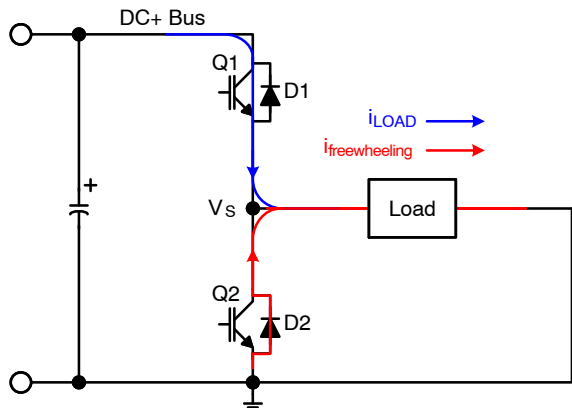 DC+ Bus
Q1
D1
iLOAD
ifreewheeling
+
VS
Load
Q2
D2